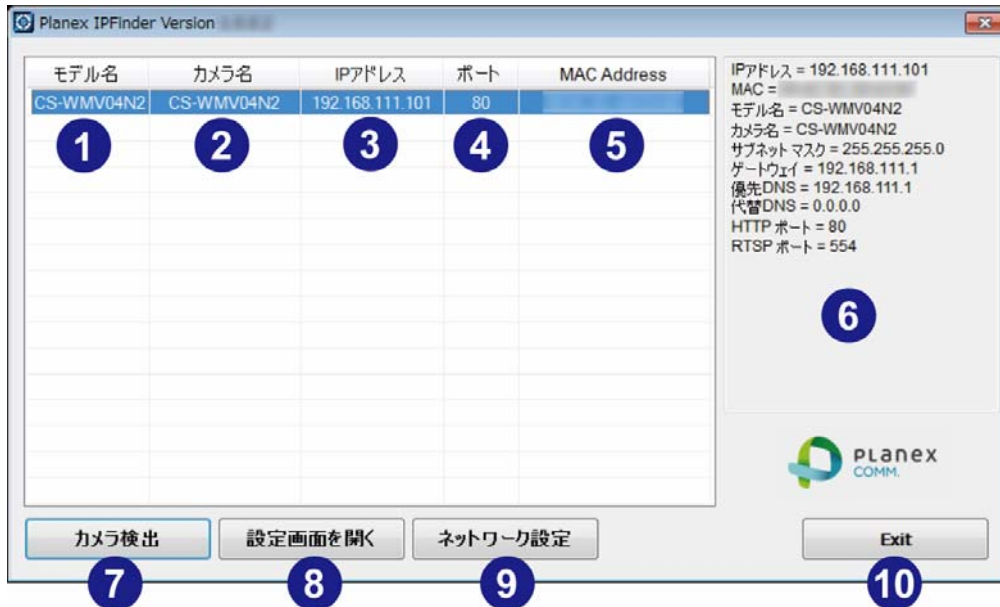 Planex IPFinder Version
モデル名 カメラ名 IPアドレス ポート MAC Address
CS-WMV04N2 CS-WMV04N2 192.168.111.101 80
1 2 3 4 5
IPアドレス = 192.168.111.101
MAC =
モデル名 = CS-WMV04N2
カメラ名 = CS-WMV04N2
サブネット マスク = 255.255.255.0
ゲートウェイ = 192.168.111.1
優先DNS = 192.168.111.1
代替DNS = 0.0.0.0
HTTP ポート = 80
RTSP ポート = 554
6
PLANEX
COMM.
カメラ検出 設定画面を開く ネットワーク設定 Exit
7 8 9 10